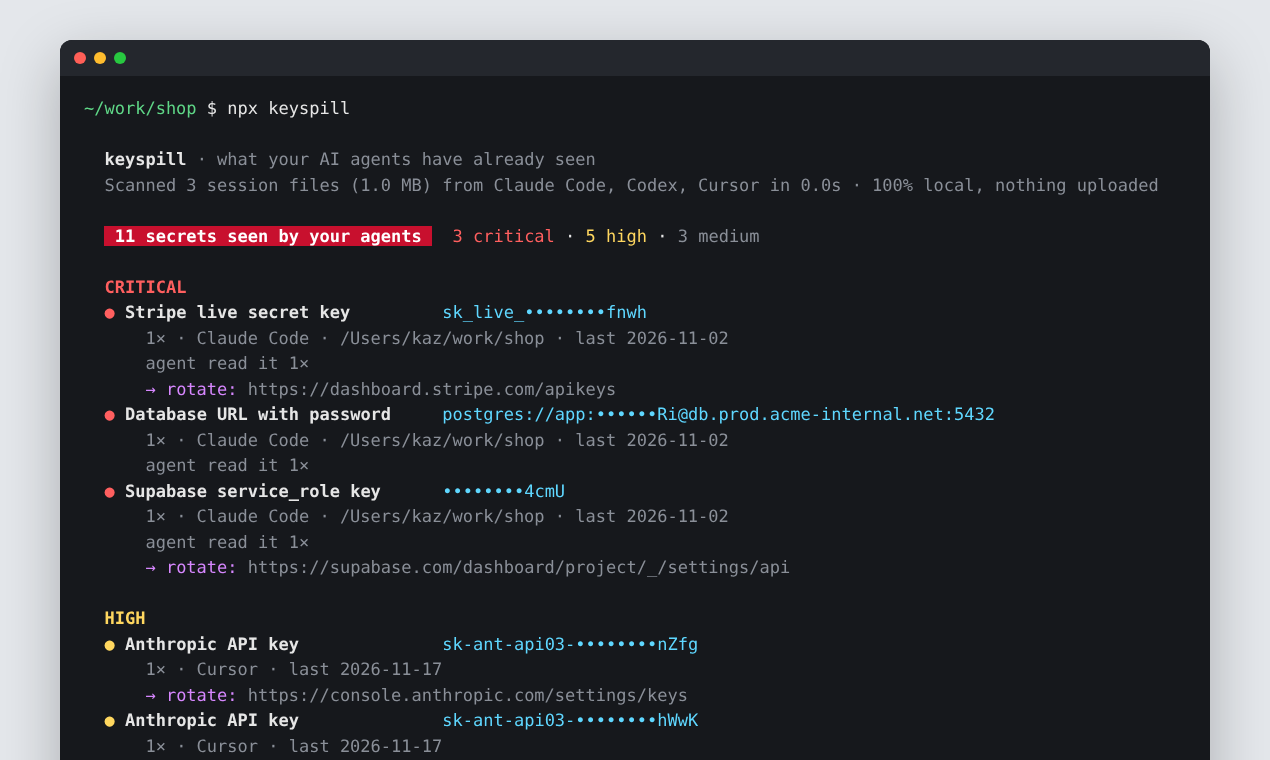 ~/work/shop $ npx keyspill
keyspill · what your AI agents have already seen
Scanned 3 session files (1.0 MB) from Claude Code, Codex, Cursor in 0.0s · 100% local, nothing uploaded
11 secrets seen by your agents 3 critical · 5 high · 3 medium
CRITICAL
● Stripe live secret key sk_live_••••••••fnwh
1× · Claude Code · /Users/kaz/work/shop · last 2026-11-02
agent read it 1×
→ rotate: https://dashboard.stripe.com/apikeys
● Database URL with password postgres://app:••••••Ri@db.prod.acme-internal.net:5432
1× · Claude Code · /Users/kaz/work/shop · last 2026-11-02
agent read it 1×
● Supabase service_role key ••••••••4cmU
1× · Claude Code · /Users/kaz/work/shop · last 2026-11-02
agent read it 1×
→ rotate: https://supabase.com/dashboard/project/_/settings/api
HIGH
● Anthropic API key sk-ant-api03-••••••••nZfg
1× · Cursor · last 2026-11-17
→ rotate: https://console.anthropic.com/settings/keys
● Anthropic API key sk-ant-api03-••••••••hWwK
1× · Cursor · last 2026-11-17